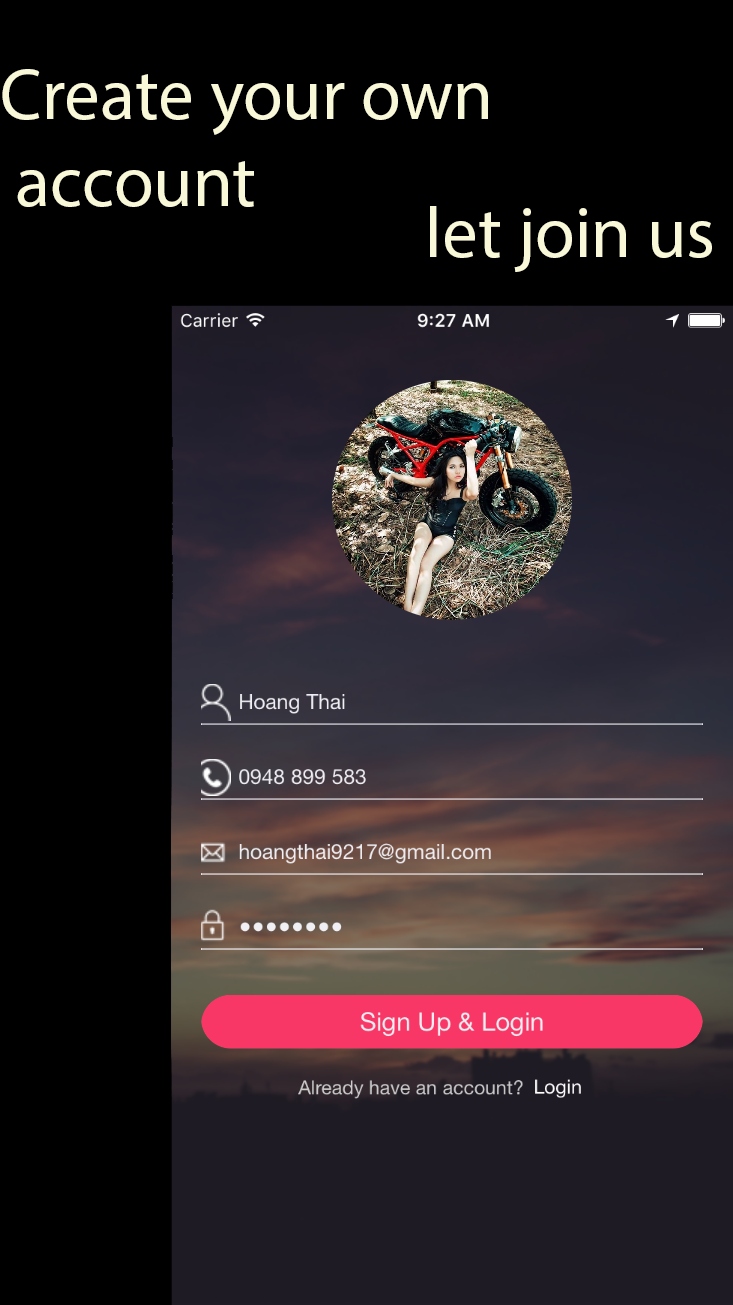 Create your own
account
let join us
Carrier 9:27 AM
Hoang Thai
0948 899 583
hoangthai9217@gmail.com
••••••••
Sign Up & Login
Already have an account? Login